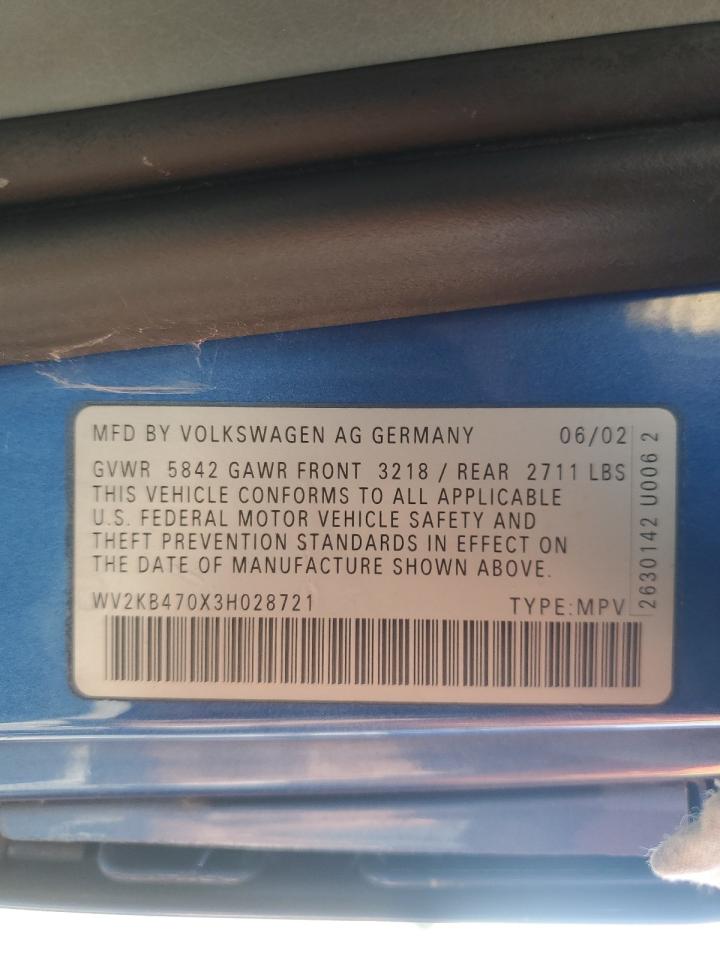 MFD BY VOLKSWAGEN AG GERMANY 06/02
GVWR 5842 GAWR FRONT 3218 / REAR 2711 LBS
THIS VEHICLE CONFORMS TO ALL APPLICABLE
U.S. FEDERAL MOTOR VEHICLE SAFETY AND
THEFT PREVENTION STANDARDS IN EFFECT ON
THE DATE OF MANUFACTURE SHOWN ABOVE.
WV2KB470X3H028721 TYPE:MPV
2630142 U006 2